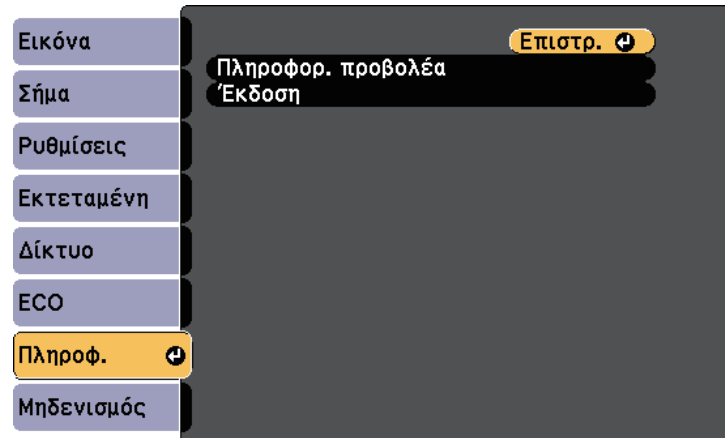 Εικόνα
Σήμα
Ρυθμίσεις
Εκτεταμένη
Δίκτυο
ECO
Πληροφ.
Μηδενισμός
Επιστρ.
Πληροφορ. προβολέα
Έκδοση